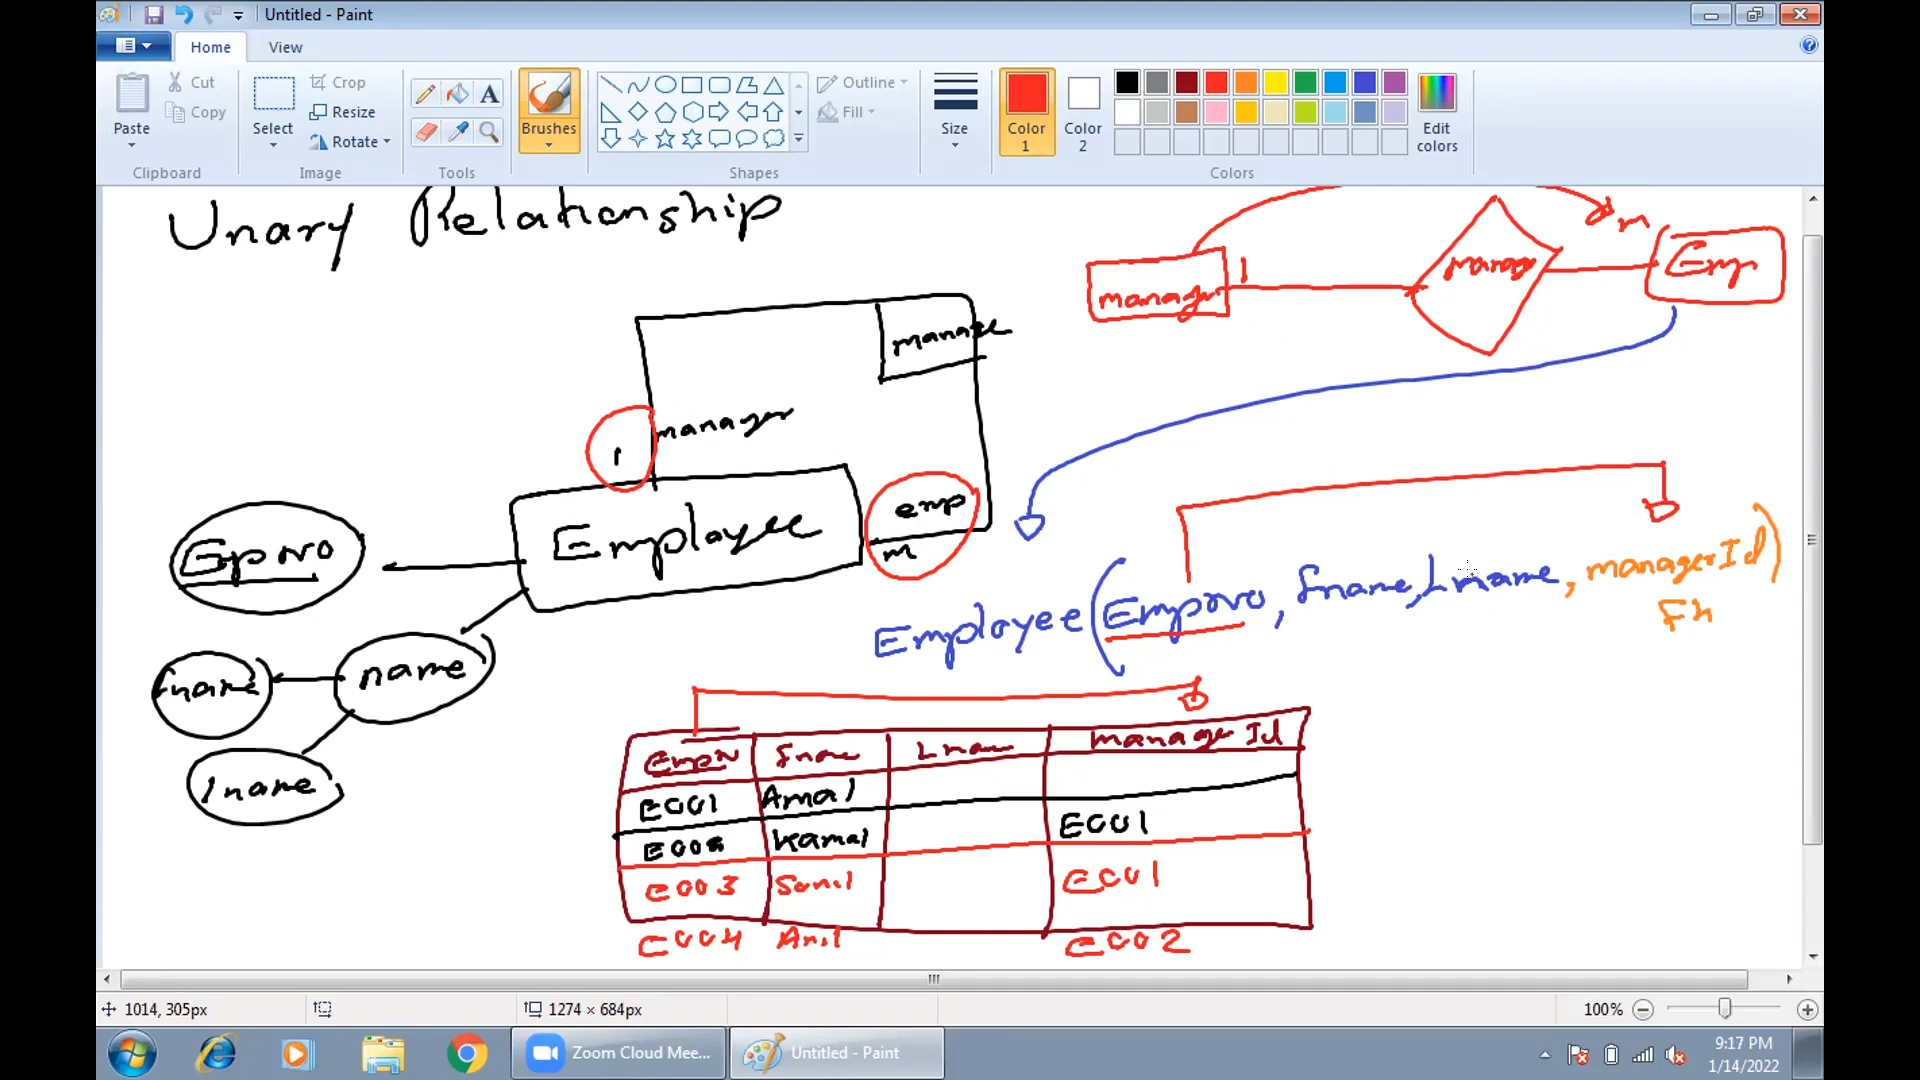 Untitled - Paint
Home View
Cut
Copy
Paste
Clipboard
Crop
Resize
Rotate
Select
Image
Tools
Brushes
Outline
Fill
Shapes
Size
Color 1
Color 2
Edit colors
Colors
Unary Relationship
manager 1 manage m Emp
manage
manager
1
Employee
emp
m
EpNo
name
fname
lname
Employee(EmpNo, fname, Lname, managerId)
FK
EmpN Fname Lname manager Id
E001 Amal
E002 Kamal E001
E003 Sunil E001
E004 Anil E002
1014, 305px
1274 × 684px
100%
Zoom Cloud Mee...
Untitled - Paint
9:17 PM
1/14/2022